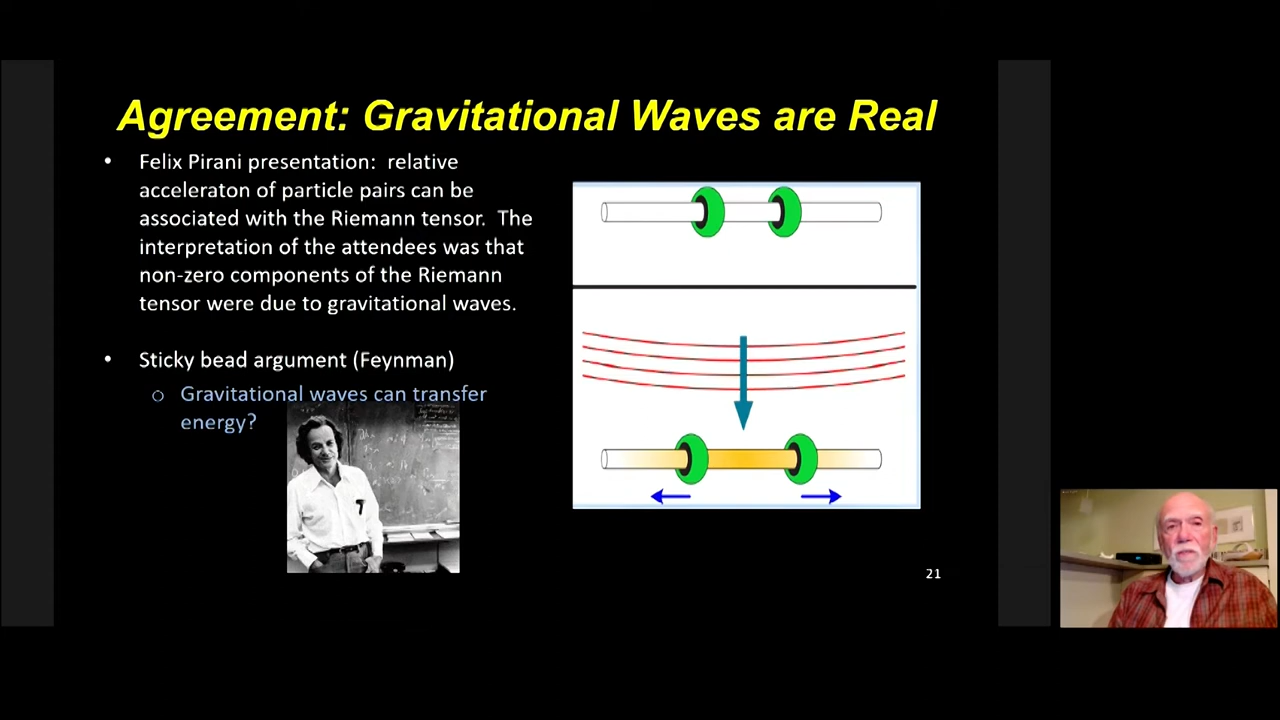 Agreement: Gravitational Waves are Real
• Felix Pirani presentation: relative
acceleraton of particle pairs can be
associated with the Riemann tensor. The
interpretation of the attendees was that
non-zero components of the Riemann
tensor were due to gravitational waves.
• Sticky bead argument (Feynman)
o Gravitational waves can transfer
energy?
21